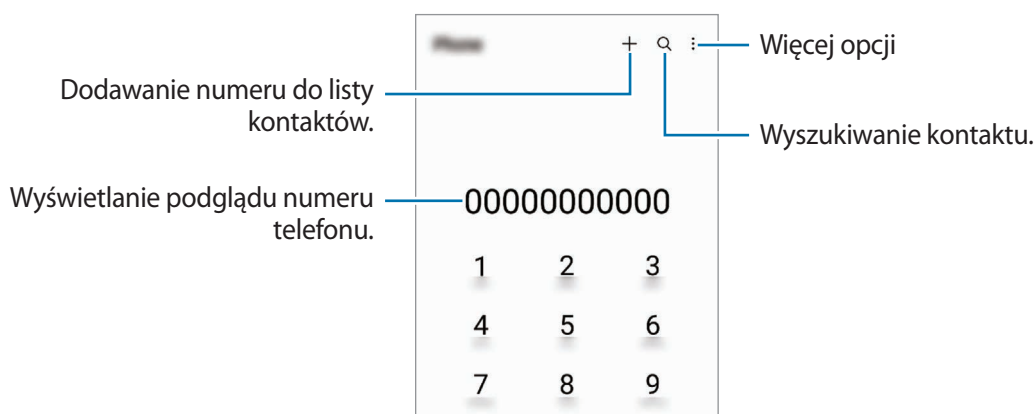 +
Więcej opcji
Dodawanie numeru do listy
kontaktów.
Wyszukiwanie kontaktu.
Wyświetlanie podglądu numeru
telefonu.
00000000000
1 2 3
4 5 6
7 8 9